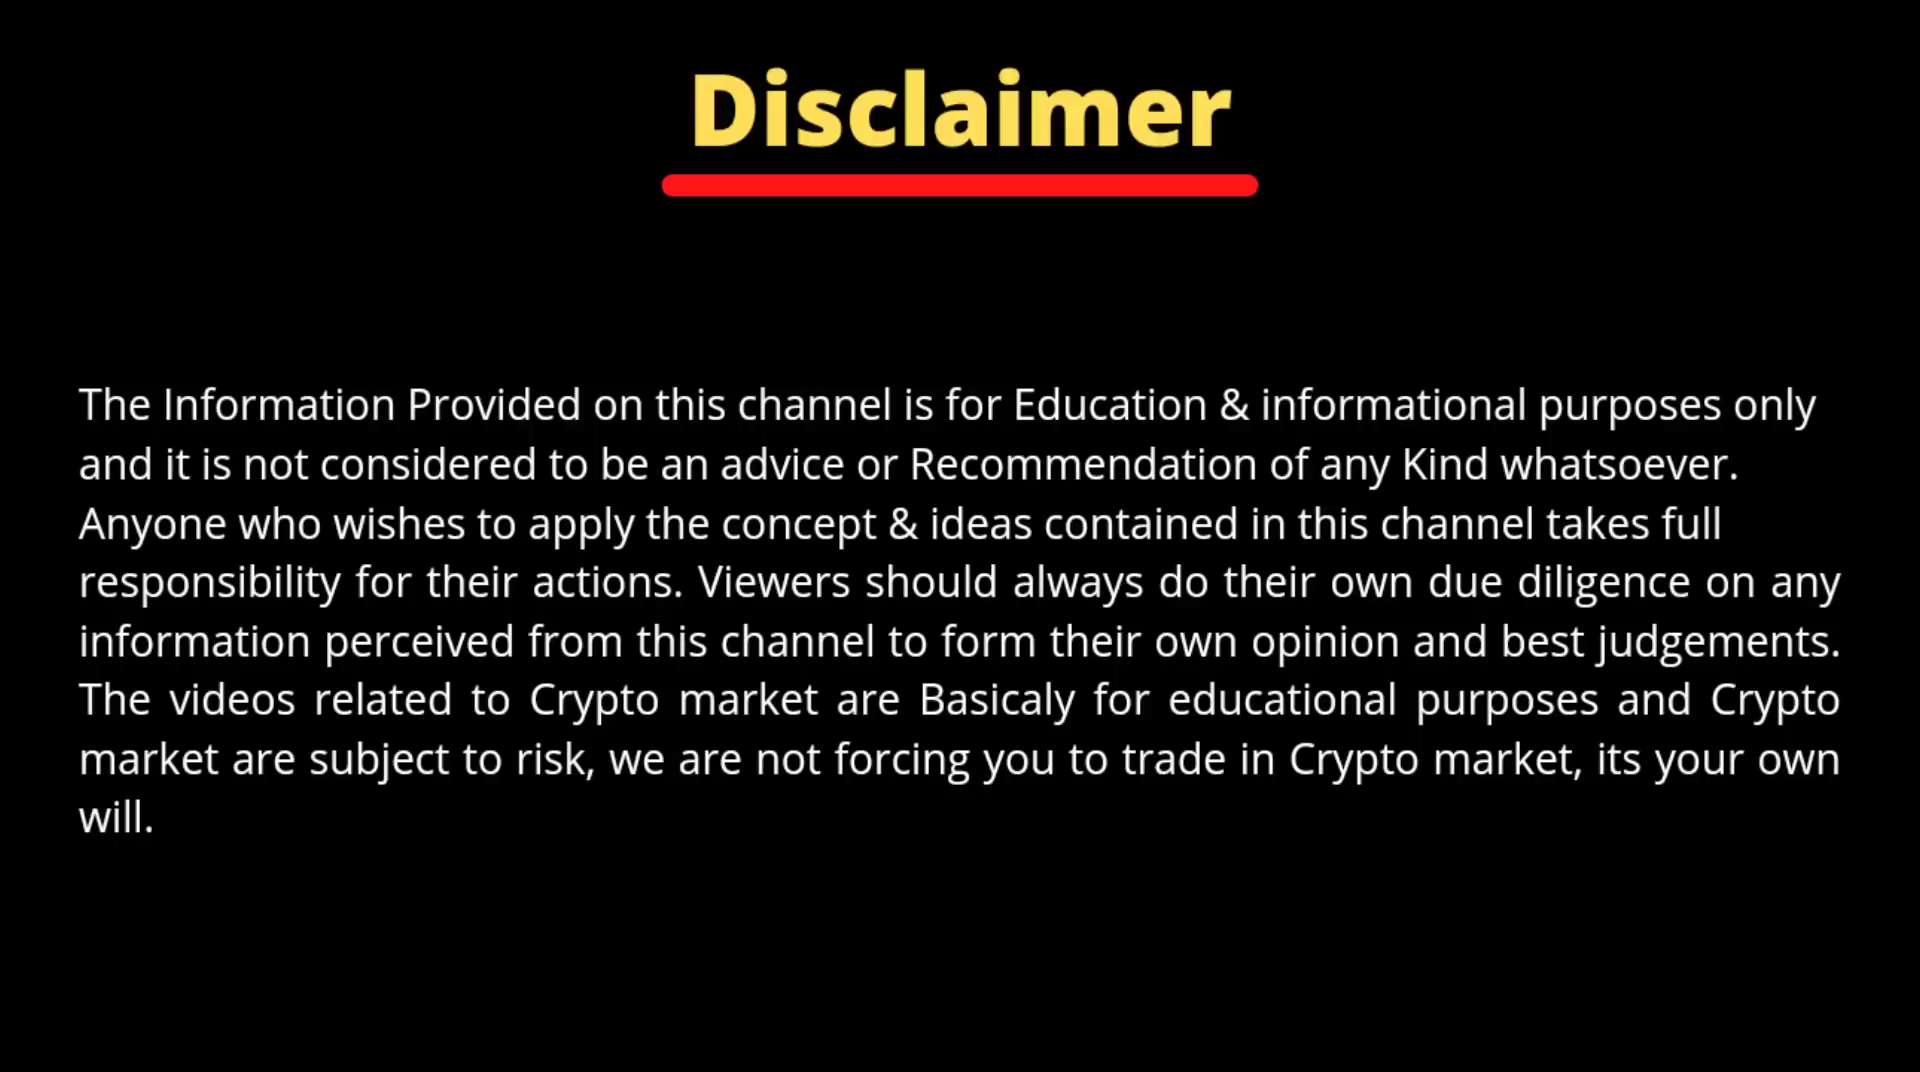 Disclaimer
The Information Provided on this channel is for Education & informational purposes only
and it is not considered to be an advice or Recommendation of any Kind whatsoever.
Anyone who wishes to apply the concept & ideas contained in this channel takes full
responsibility for their actions. Viewers should always do their own due diligence on any
information perceived from this channel to form their own opinion and best judgements.
The videos related to Crypto market are Basicaly for educational purposes and Crypto
market are subject to risk, we are not forcing you to trade in Crypto market, its your own
will.